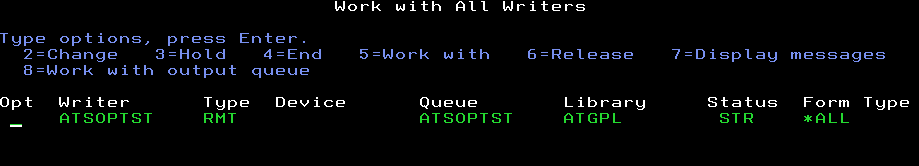 Work with All Writers
Type options, press Enter.
2=Change   3=Hold   4=End   5=Work with   6=Release   7=Display messages
8=Work with output queue
Opt   Writer      Type   Device      Queue      Library      Status   Form Type
_   ATSOPTST   RMT      ATSOPTST   ATGPL   STR   *ALL